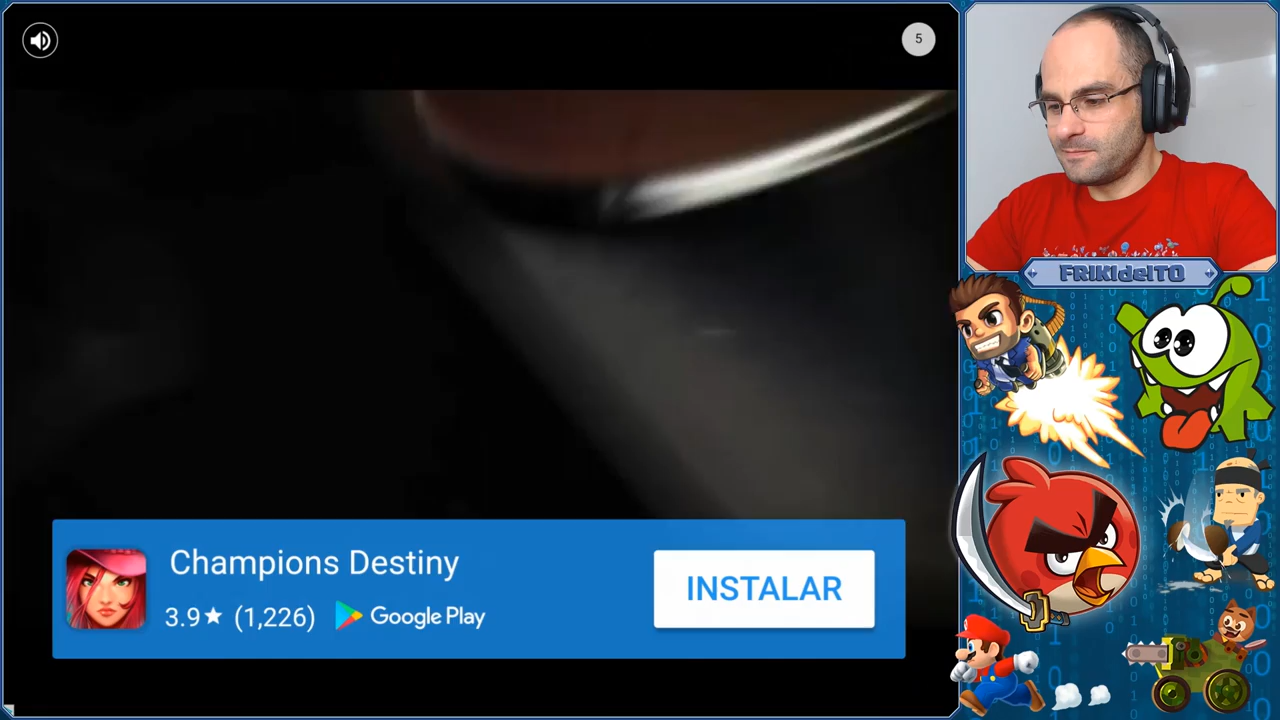 5
FRIKIdelTO
Champions Destiny
3.9★ (1,226) Google Play
INSTALAR